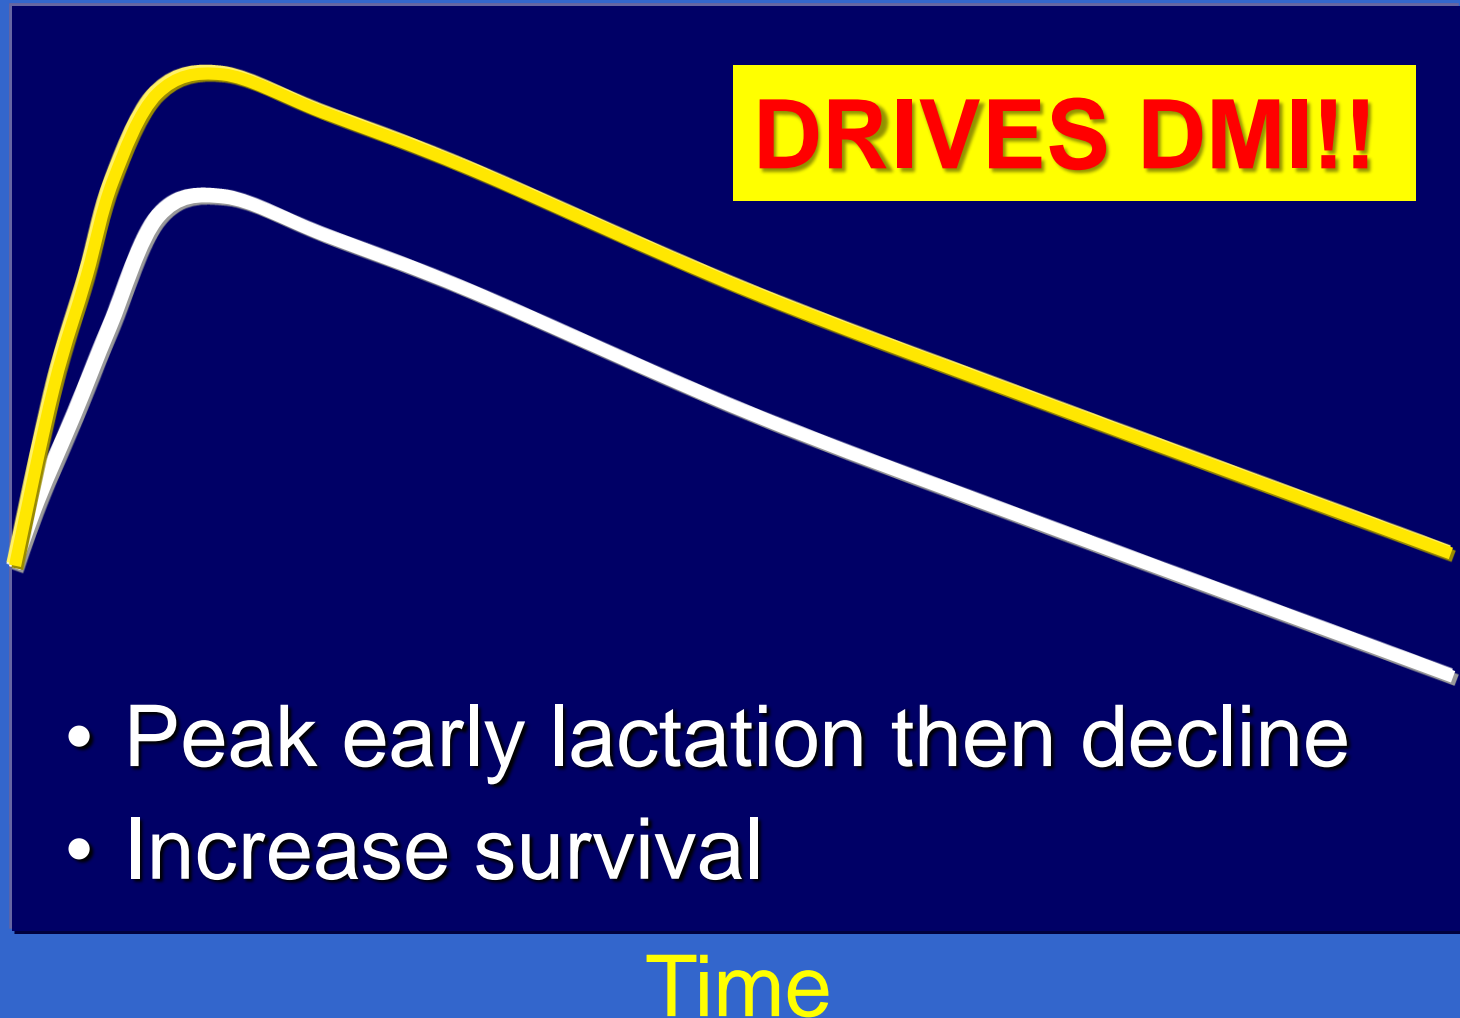 DRIVES DMI!!
• Peak early lactation then decline
• Increase survival
Time